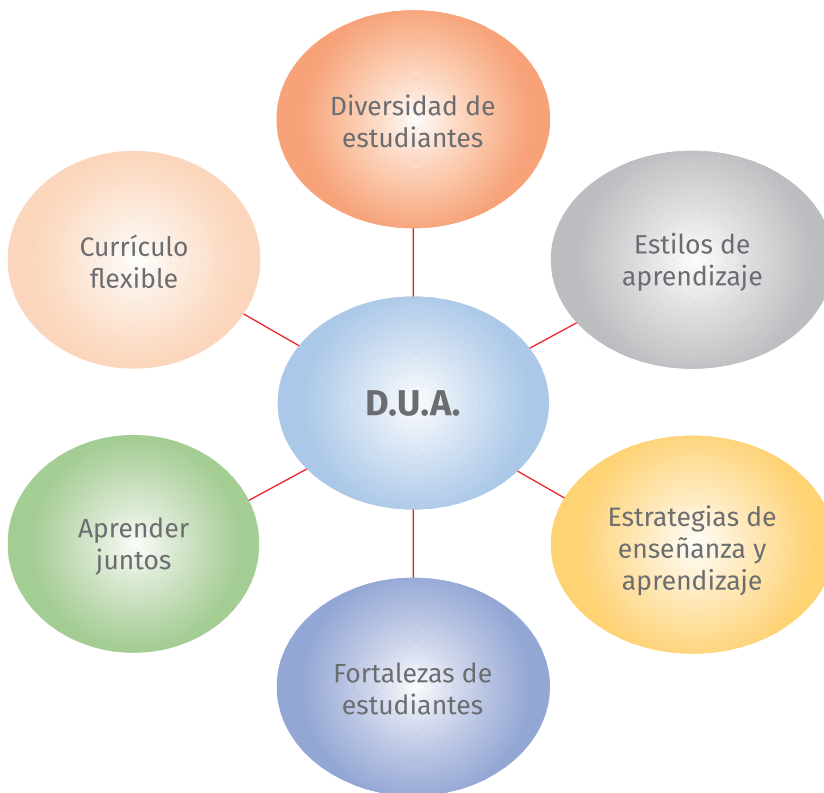 Diversidad de
estudiantes
Estilos de
aprendizaje
Currículo
flexible
D.U.A.
Aprender
juntos
Estrategias de
enseñanza y
aprendizaje
Fortalezas de
estudiantes